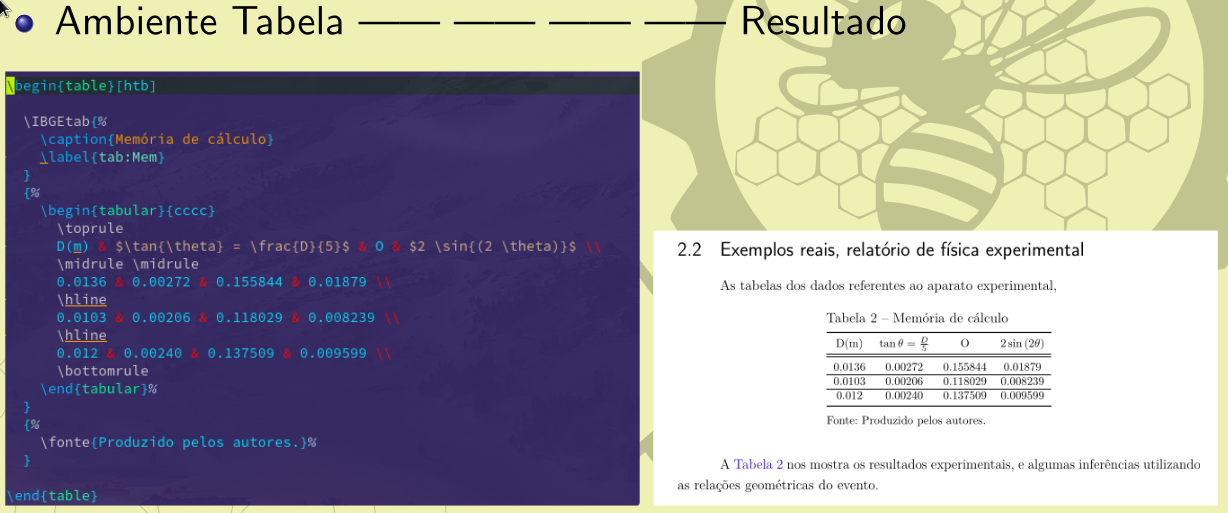 Ambiente Tabela —— —— —— —— Resultado
\begin{table}[htb]
\IBGEtab{%
\caption{Memória de cálculo}
\label{tab:Mem}
}
{%
\begin{tabular}{cccc}
\toprule
D(m) & $\tan{\theta} = \frac{D}{5}$ & O & $2 \sin{(2 \theta)}$ \\
\midrule \midrule
0.0136 & 0.00272 & 0.155844 & 0.01879 \\
\hline
0.0103 & 0.00206 & 0.118029 & 0.008239 \\
\hline
0.012 & 0.00240 & 0.137509 & 0.009599 \\
\bottomrule
\end{tabular}%
}
{%
\fonte{Produzido pelos autores.}%
}
\end{table}
2.2 Exemplos reais, relatório de física experimental
As tabelas dos dados referentes ao aparato experimental,
Tabela 2 – Memória de cálculo
D(m) tan θ = D/5 O 2 sin (2θ)
0.0136 0.00272 0.155844 0.01879
0.0103 0.00206 0.118029 0.008239
0.012 0.00240 0.137509 0.009599
Fonte: Produzido pelos autores.
A Tabela 2 nos mostra os resultados experimentais, e algumas inferências utilizando
as relações geométricas do evento.